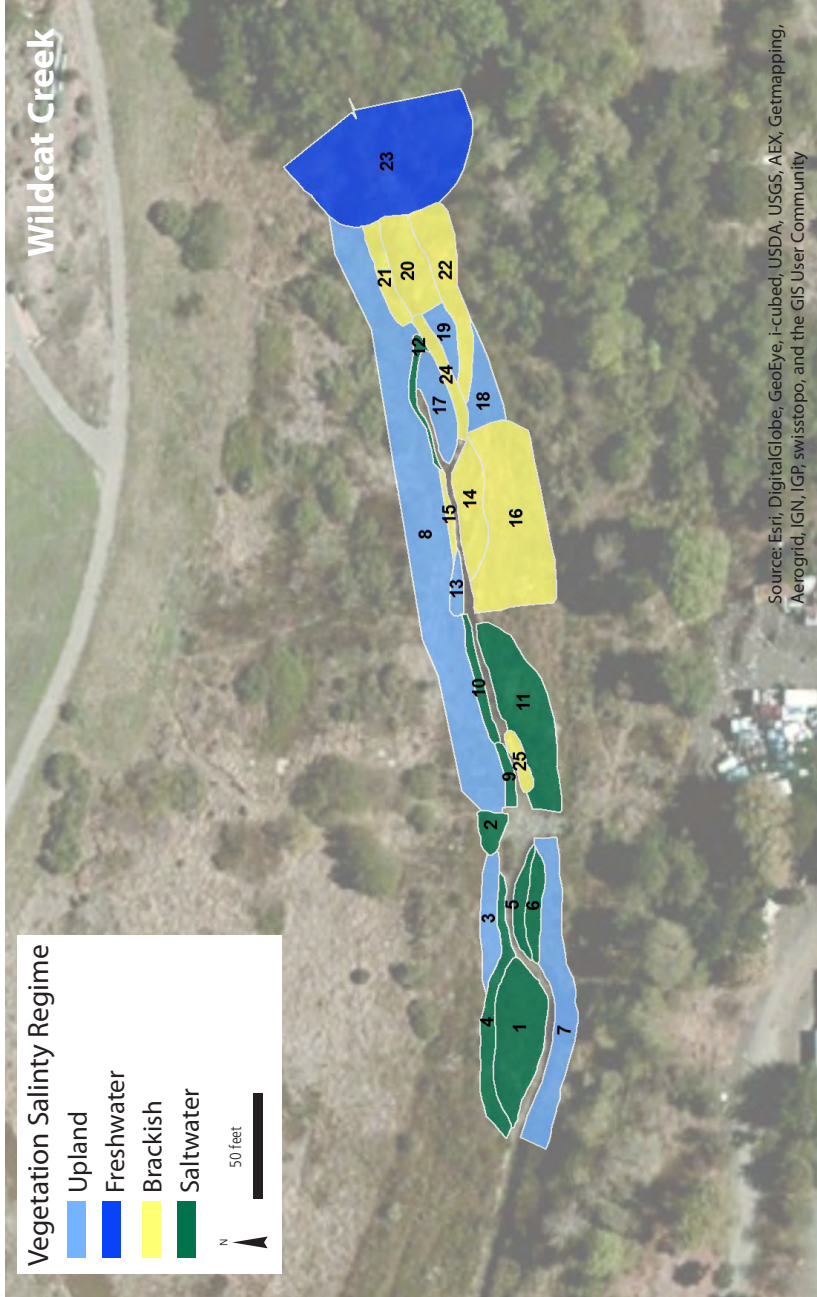 Wildcat Creek
Vegetation Salinty Regime
Upland
Freshwater
Brackish
Saltwater
N
50 feet
1
2
3
4
5
6
7
8
9
10
11
12
13
14
15
16
17
18
19
20
21
22
23
24
25
Source: Esri, DigitalGlobe, GeoEye, i-cubed, USDA, USGS, AEX, Getmapping,
Aerogrid, IGN, IGP, swisstopo, and the GIS User Community